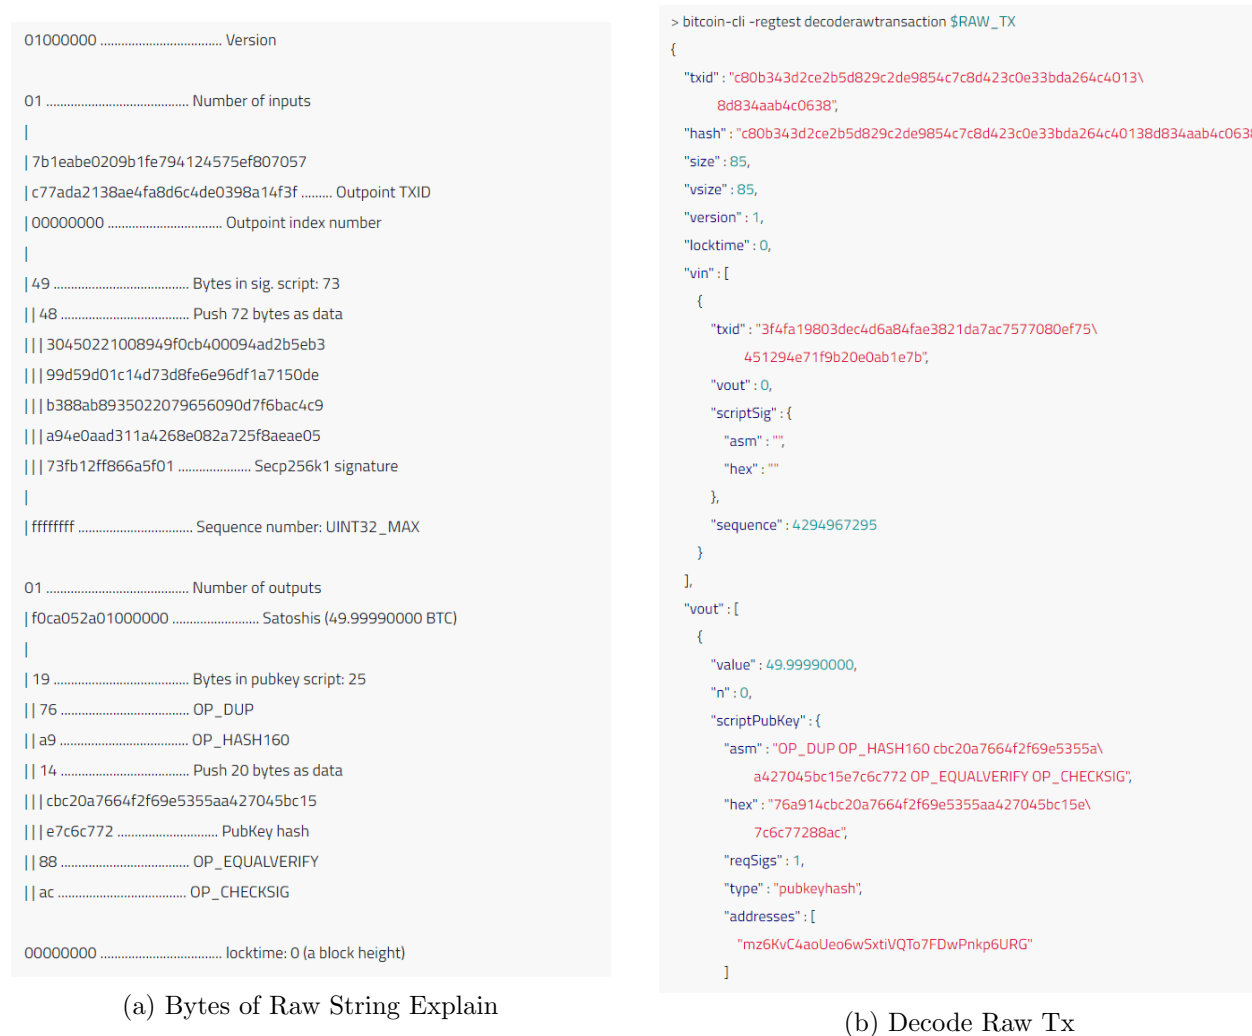 01000000 ................................... Version
01 ......................................... Number of inputs
|
| 7b1eabe0209b1fe794124575ef807057
| c77ada2138ae4fa8d6c4de0398a14f3f ......... Outpoint TXID
| 00000000 ................................. Outpoint index number
|
| 49 ....................................... Bytes in sig. script: 73
| | 48 ..................................... Push 72 bytes as data
| | | 30450221008949f0cb400094ad2b5eb3
| | | 99d59d01c14d73d8fe6e96df1a7150de
| | | b388ab8935022079656090d7f6bac4c9
| | | a94e0aad311a4268e082a725f8aeae05
| | | 73fb12ff866a5f01 ..................... Secp256k1 signature
|
| ffffffff ................................. Sequence number: UINT32_MAX
01 ......................................... Number of outputs
| f0ca052a01000000 ......................... Satoshis (49.99990000 BTC)
|
| 19 ....................................... Bytes in pubkey script: 25
| | 76 ..................................... OP_DUP
| | a9 ..................................... OP_HASH160
| | 14 ..................................... Push 20 bytes as data
| | | cbc20a7664f2f69e5355aa427045bc15
| | | e7c6c772 ............................. PubKey hash
| | 88 ..................................... OP_EQUALVERIFY
| | ac ..................................... OP_CHECKSIG
00000000 ................................... locktime: 0 (a block height)
(a) Bytes of Raw String Explain
> bitcoin-cli -regtest decoderawtransaction $RAW_TX
{
"txid" : "c80b343d2ce2b5d829c2de9854c7c8d423c0e33bda264c4013\
8d834aab4c0638",
"hash" : "c80b343d2ce2b5d829c2de9854c7c8d423c0e33bda264c40138d834aab4c0638
"size" : 85,
"vsize" : 85,
"version" : 1,
"locktime" : 0,
"vin" : [
{
"txid" : "3f4fa19803dec4d6a84fae3821da7ac7577080ef75\
451294e71f9b20e0ab1e7b",
"vout" : 0,
"scriptSig" : {
"asm" : "",
"hex" : ""
},
"sequence" : 4294967295
}
],
"vout" : [
{
"value" : 49.99990000,
"n" : 0,
"scriptPubKey" : {
"asm" : "OP_DUP OP_HASH160 cbc20a7664f2f69e5355a\
a427045bc15e7c6c772 OP_EQUALVERIFY OP_CHECKSIG",
"hex" : "76a914cbc20a7664f2f69e5355aa427045bc15e\
7c6c77288ac",
"reqSigs" : 1,
"type" : "pubkeyhash",
"addresses" : [
"mz6KvC4aoUeo6wSxtiVQTo7FDwPnkp6URG"
]
(b) Decode Raw Tx